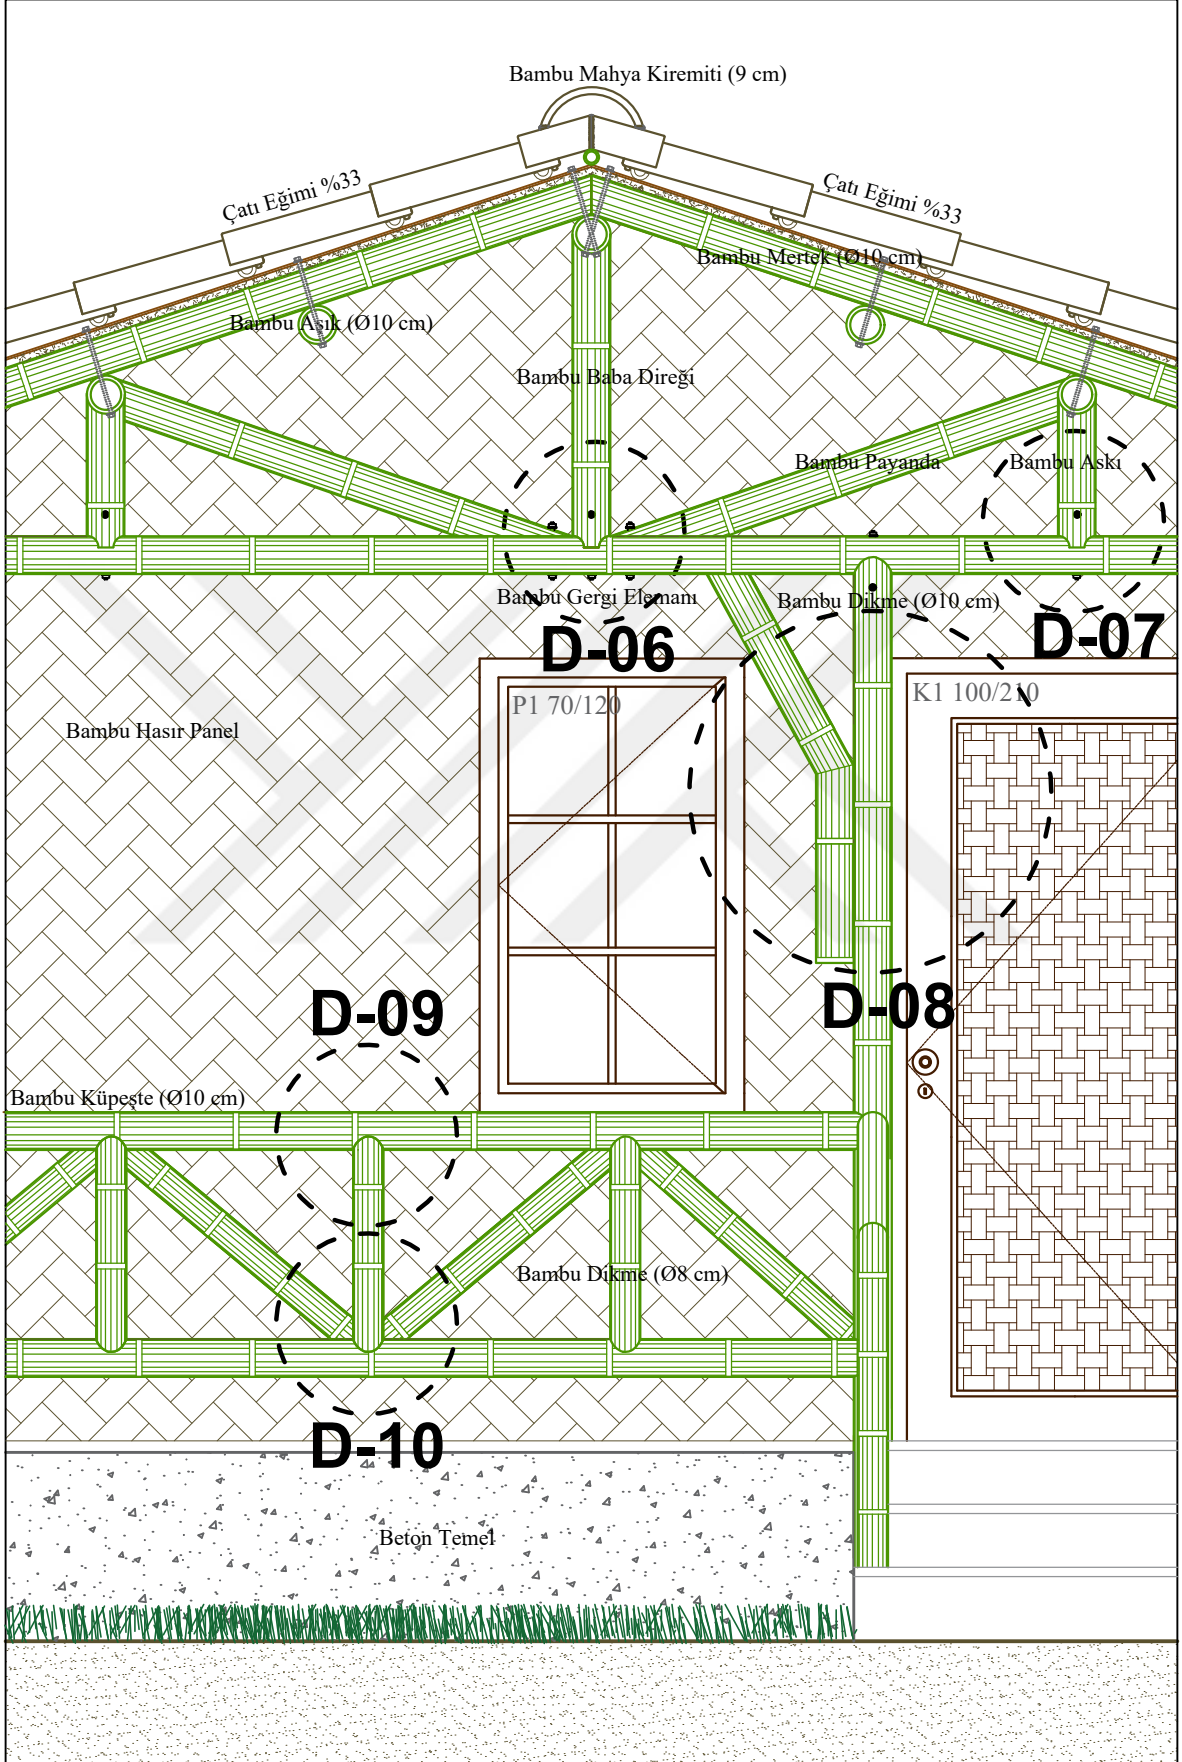 Bambu Mahya Kiremiti (9 cm)
Çatı Eğimi %33
Çatı Eğimi %33
Bambu Mertek (Ø10 cm)
Bambu Aşık (Ø10 cm)
Bambu Baba Direği
Bambu Payanda
Bambu Askı
Bambu Gergi Elemanı
Bambu Dikme (Ø10 cm)
D-06
D-07
P1 70/120
K1 100/210
Bambu Hasır Panel
D-09
D-08
Bambu Küpeşte (Ø10 cm)
Bambu Dikme (Ø8 cm)
D-10
Beton Temel